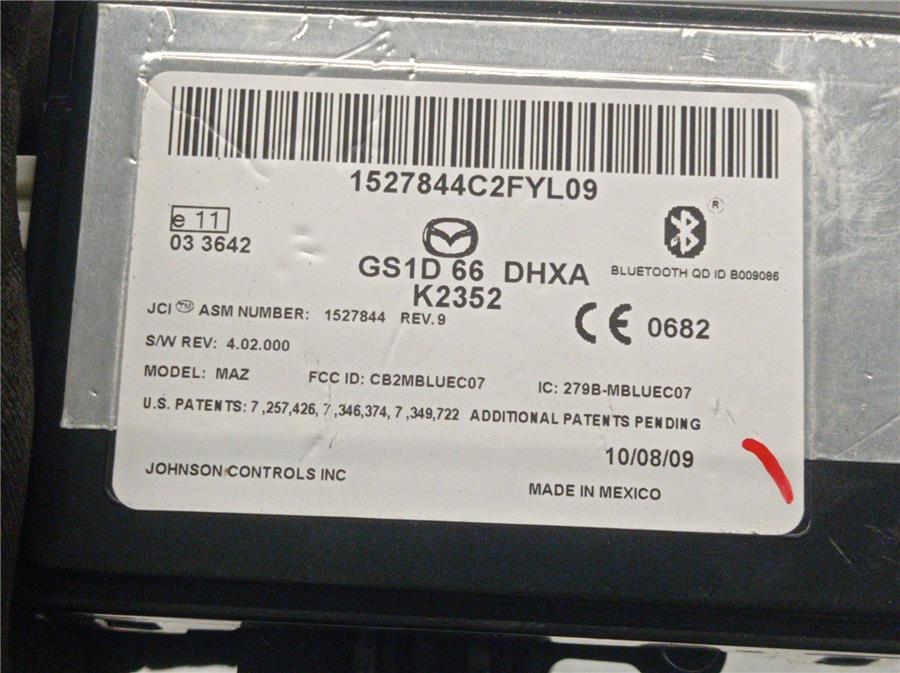 1527844C2FYL09
e 11
03 3642
®
BLUETOOTH QD ID B009086
GS1D 66 DHXA
K2352
JCI™ ASM NUMBER: 1527844 REV. 9
0682
S/W REV: 4.02.000
MODEL: MAZ FCC ID: CB2MBLUEC07 IC: 279B-MBLUEC07
U.S. PATENTS: 7 ,257,426, 7 ,346,374, 7 ,349,722 ADDITIONAL PATENTS PENDING
10/08/09
JOHNSON CONTROLS INC
MADE IN MEXICO